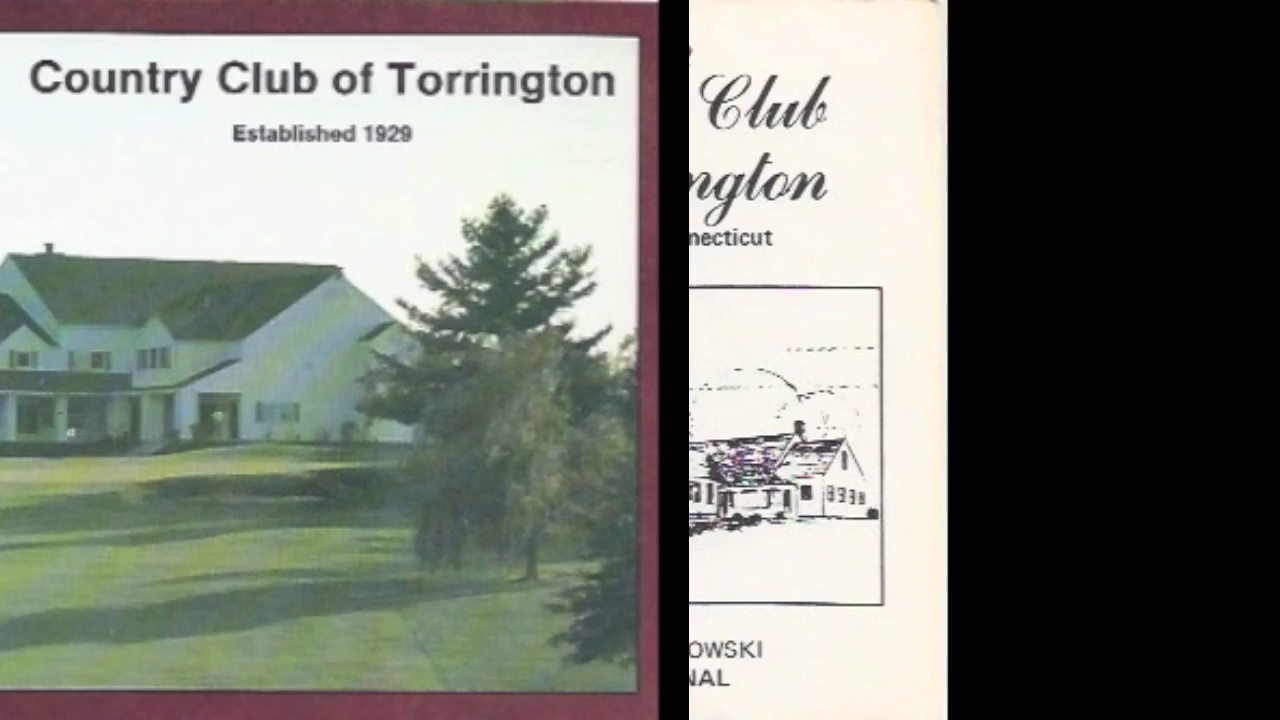 Country Club of Torrington
Established 1929
Club
ngton
necticut
OWSKI
NAL